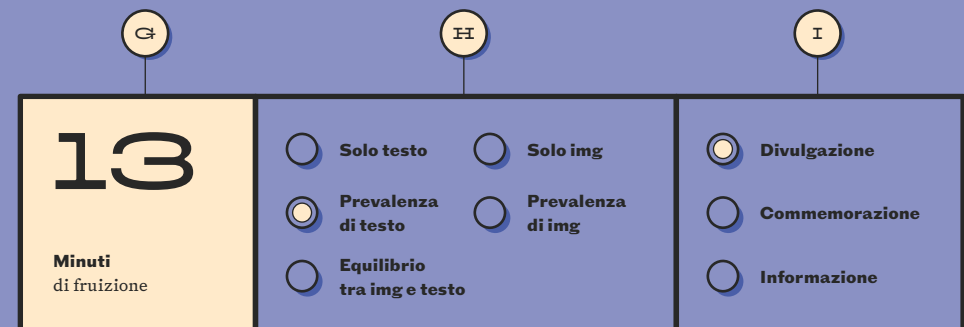 G
H
I
13
Minuti
di fruizione
Solo testo
Solo img
Prevalenza
di testo
Prevalenza
di img
Equilibrio
tra img e testo
Divulgazione
Commemorazione
Informazione